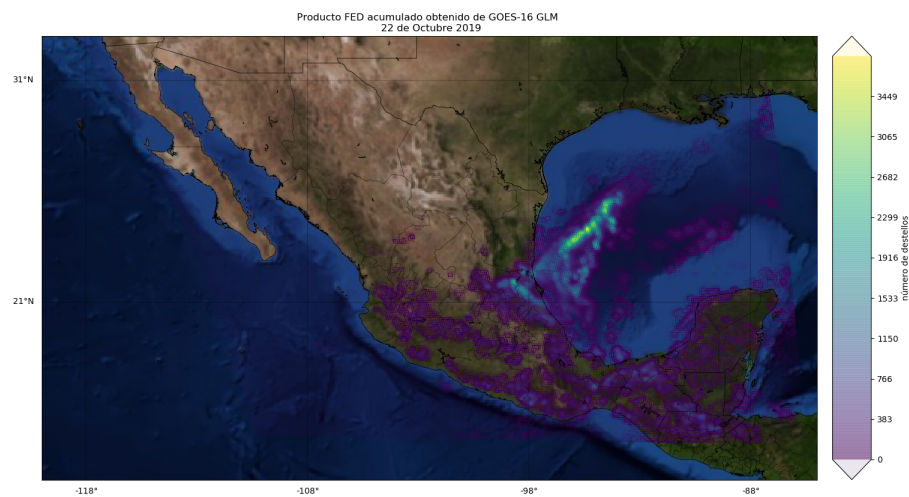 Producto FED acumulado obtenido de GOES-16 GLM
22 de Octubre 2019
31°N
21°N
-118°
-108°
-98°
-88°
3449
3065
2682
2299
1916
1533
1150
766
383
0
número de destellos